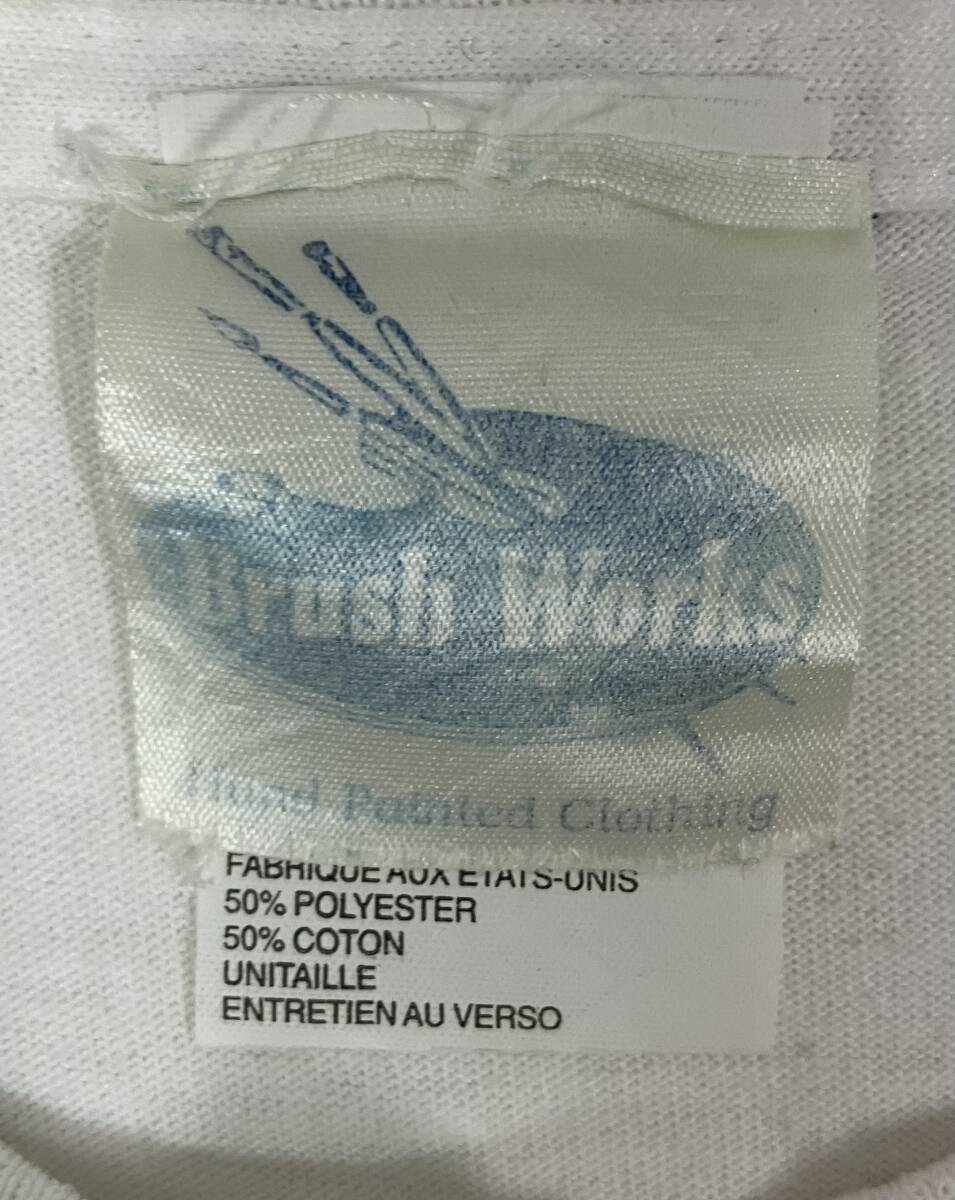 Brush Works
Hand Painted Clothing
FABRIQUE AUX ETATS-UNIS
50% POLYESTER
50% COTON
UNITAILLE
ENTRETIEN AU VERSO